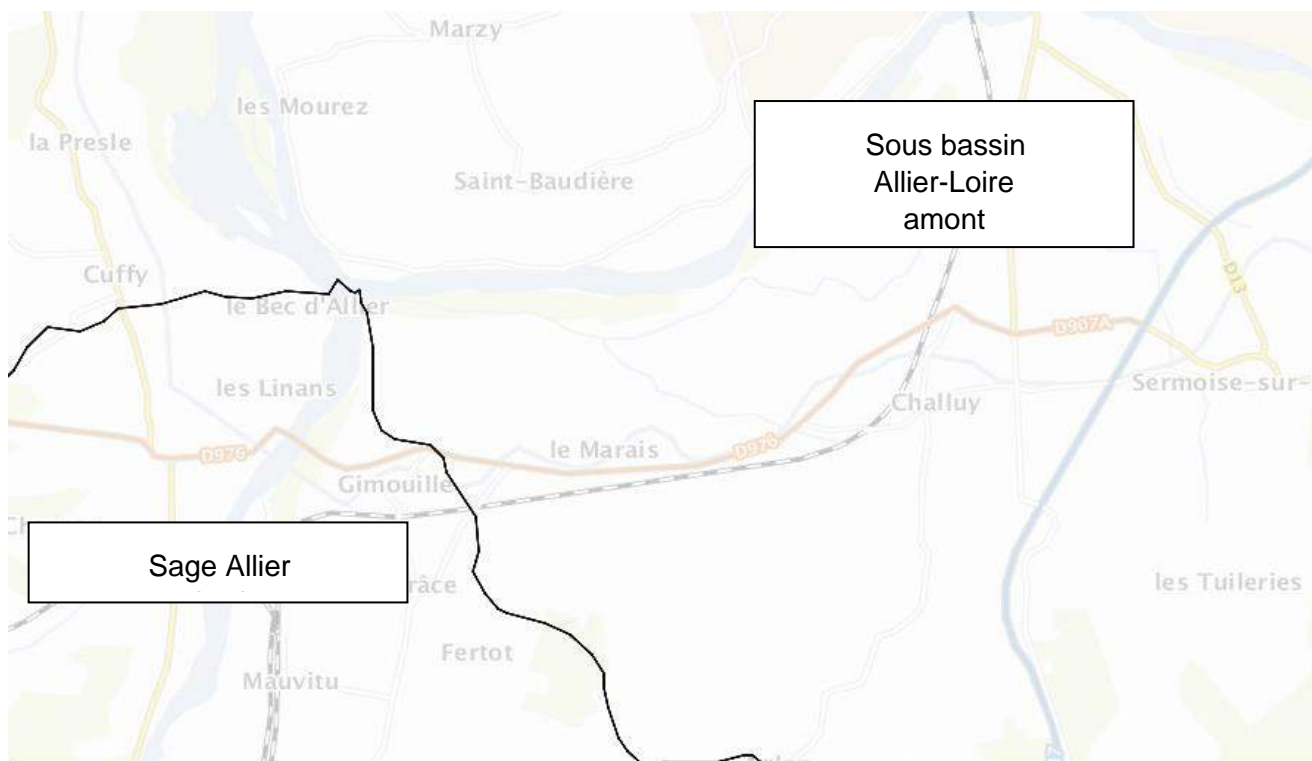 Marzy
les Mourez
la Presle
Sous bassin
Allier-Loire
amont
Saint-Baudière
Cuffy
D13
le Bec d'Allier
D907A
les Linans
Sermoise-sur-
Challuy
le Marais
D976
D976
Gimouille
Sage Allier
râce
les Tuileries
Fertot
Mauvitu